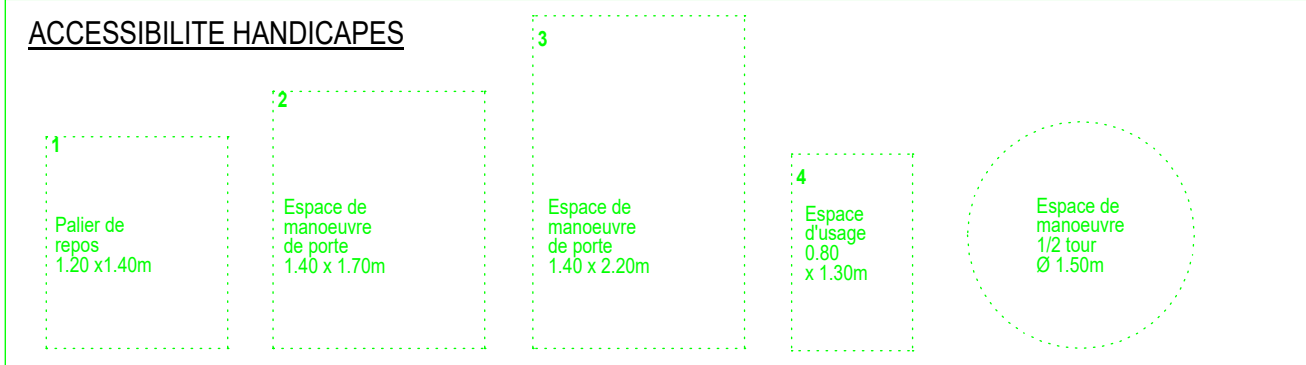 ACCESSIBILITE HANDICAPES
1
Palier de
repos
1.20 x1.40m
2
Espace de
manoeuvre
de porte
1.40 x 1.70m
3
Espace de
manoeuvre
de porte
1.40 x 2.20m
4
Espace
d'usage
0.80
x 1.30m
Espace de
manoeuvre
1/2 tour
Ø 1.50m